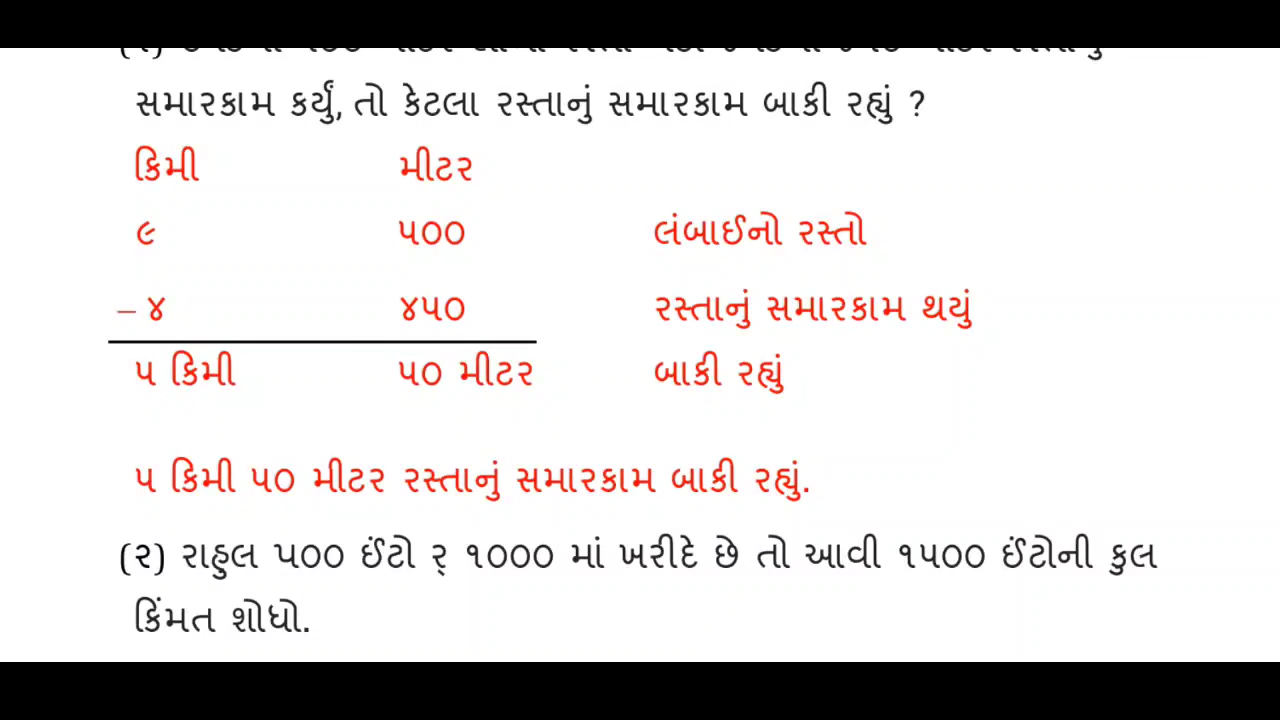 સમારકામ કર્યું, તો કેટલા રસ્તાનું સમારકામ બાકી રહ્યું ?
કિમી મીટર
૯ ૫૦૦ લંબાઈનો રસ્તો
– ૪ ૪૫૦ રસ્તાનું સમારકામ થયું
૫ કિમી ૫૦ મીટર બાકી રહ્યું
૫ કિમી ૫૦ મીટર રસ્તાનું સમારકામ બાકી રહ્યું.
(૨) રાહુલ ૫૦૦ ઈંટો ર્ ૧૦૦૦ માં ખરીદે છે તો આવી ૧૫૦૦ ઈંટોની કુલ
કિંમત શોધો.